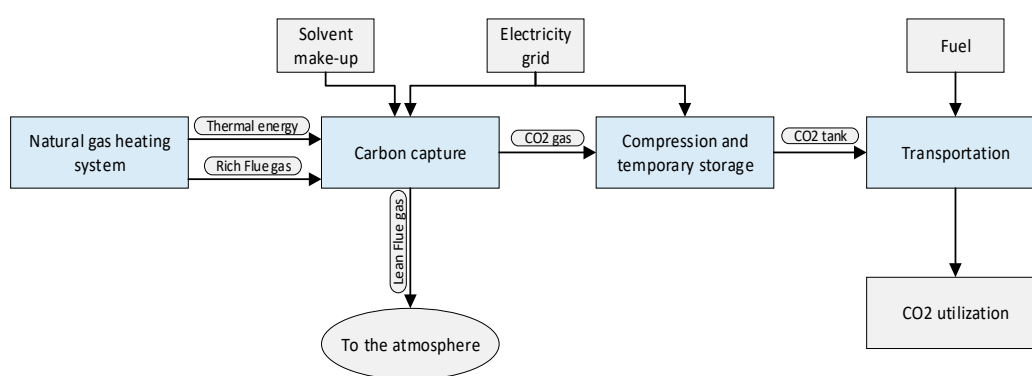 Solvent
make-up
Electricity
grid
Fuel
Natural gas heating
system
Thermal energy
Rich Flue gas
Carbon capture
CO2 gas
Compression and
temporary storage
CO2 tank
Transportation
Lean Flue gas
To the atmosphere
CO2 utilization